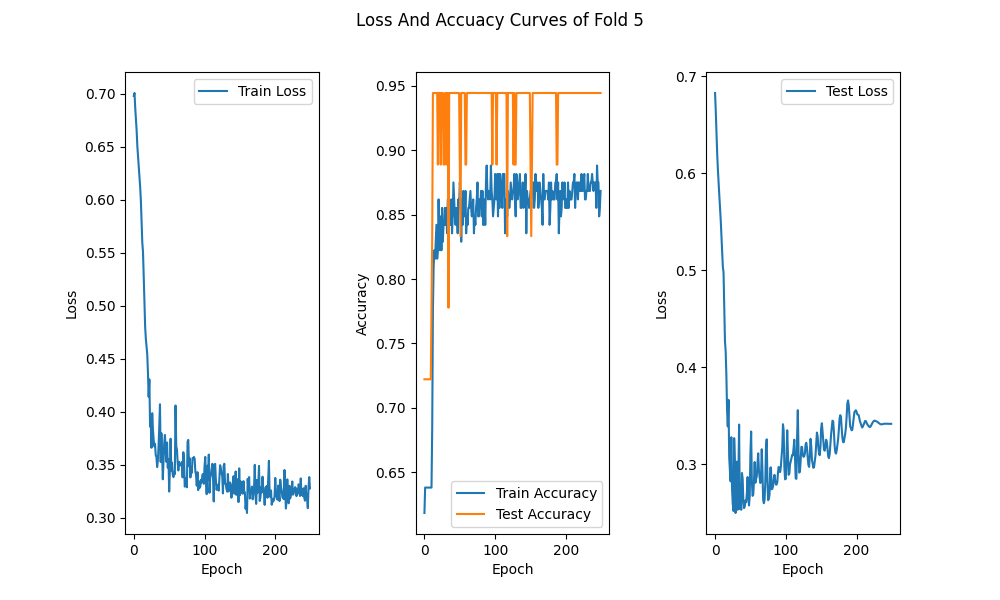 Loss And Accuacy Curves of Fold 5
Train Loss
0.70
0.65
0.60
0.55
0.50
0.45
0.40
0.35
0.30
Loss
0
100
200
Epoch
0.95
0.90
0.85
0.80
0.75
0.70
0.65
Accuracy
Train Accuracy
Test Accuracy
0
100
200
Epoch
Test Loss
0.7
0.6
0.5
0.4
0.3
Loss
0
100
200
Epoch